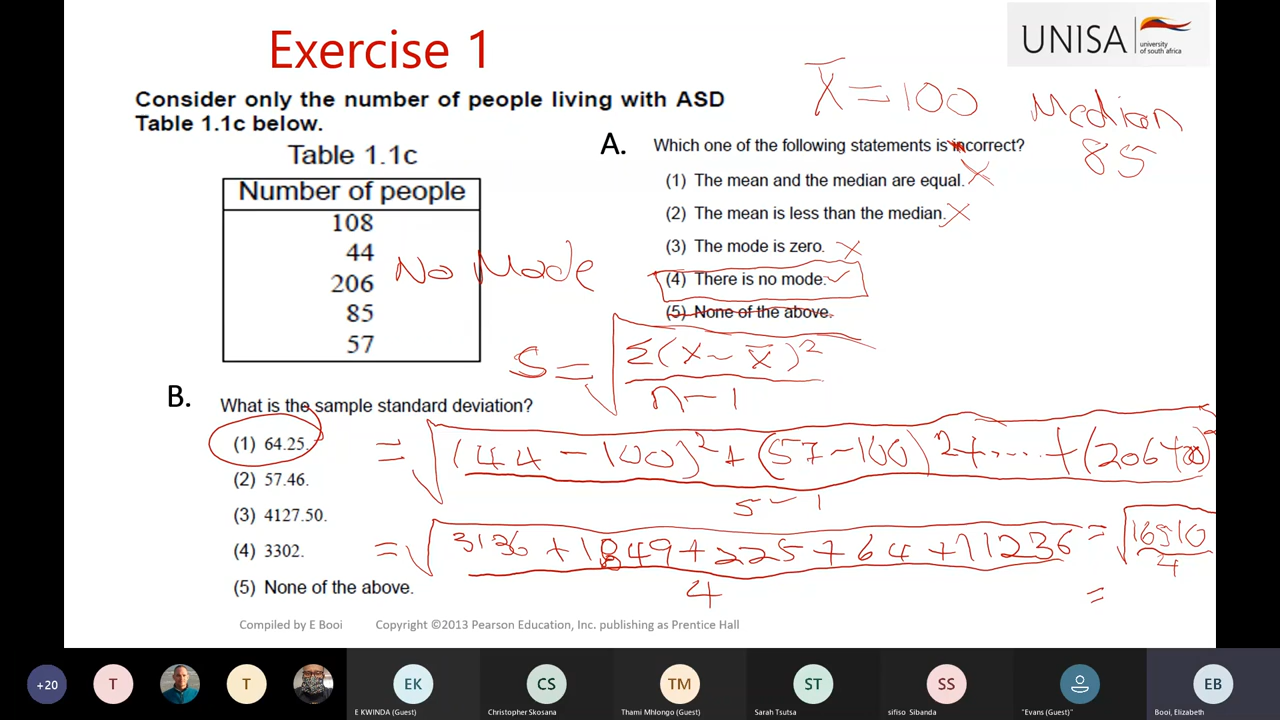 Exercise 1
UNISA university of south africa
Consider only the number of people living with ASD
Table 1.1c below.
X̄ = 100
Median
85
Table 1.1c
Number of people
108
44
206
85
57
No Mode
A. Which one of the following statements is incorrect?
(1) The mean and the median are equal. X
(2) The mean is less than the median. X
(3) The mode is zero. X
(4) There is no mode. ✓
(5) None of the above.
S = √ Σ(X - X̄)² / n - 1
B. What is the sample standard deviation?
(1) 64.25.
(2) 57.46.
(3) 4127.50.
(4) 3302.
(5) None of the above.
= √ (44 - 100)² + (57 - 100)² + .... + (206 - 100)² / 5 - 1
= √ 3136 + 1849 + 225 + 64 + 11236 / 4 = √ 16510 / 4
=
Compiled by E Booi Copyright ©2013 Pearson Education, Inc. publishing as Prentice Hall
+20 T T EK CS TM ST SS EB
E KWINDA (Guest) Christopher Skosana Thami Mhlongo (Guest) Sarah Tsutsa sifiso Sibanda "Evans (Guest)" Booi, Elizabeth